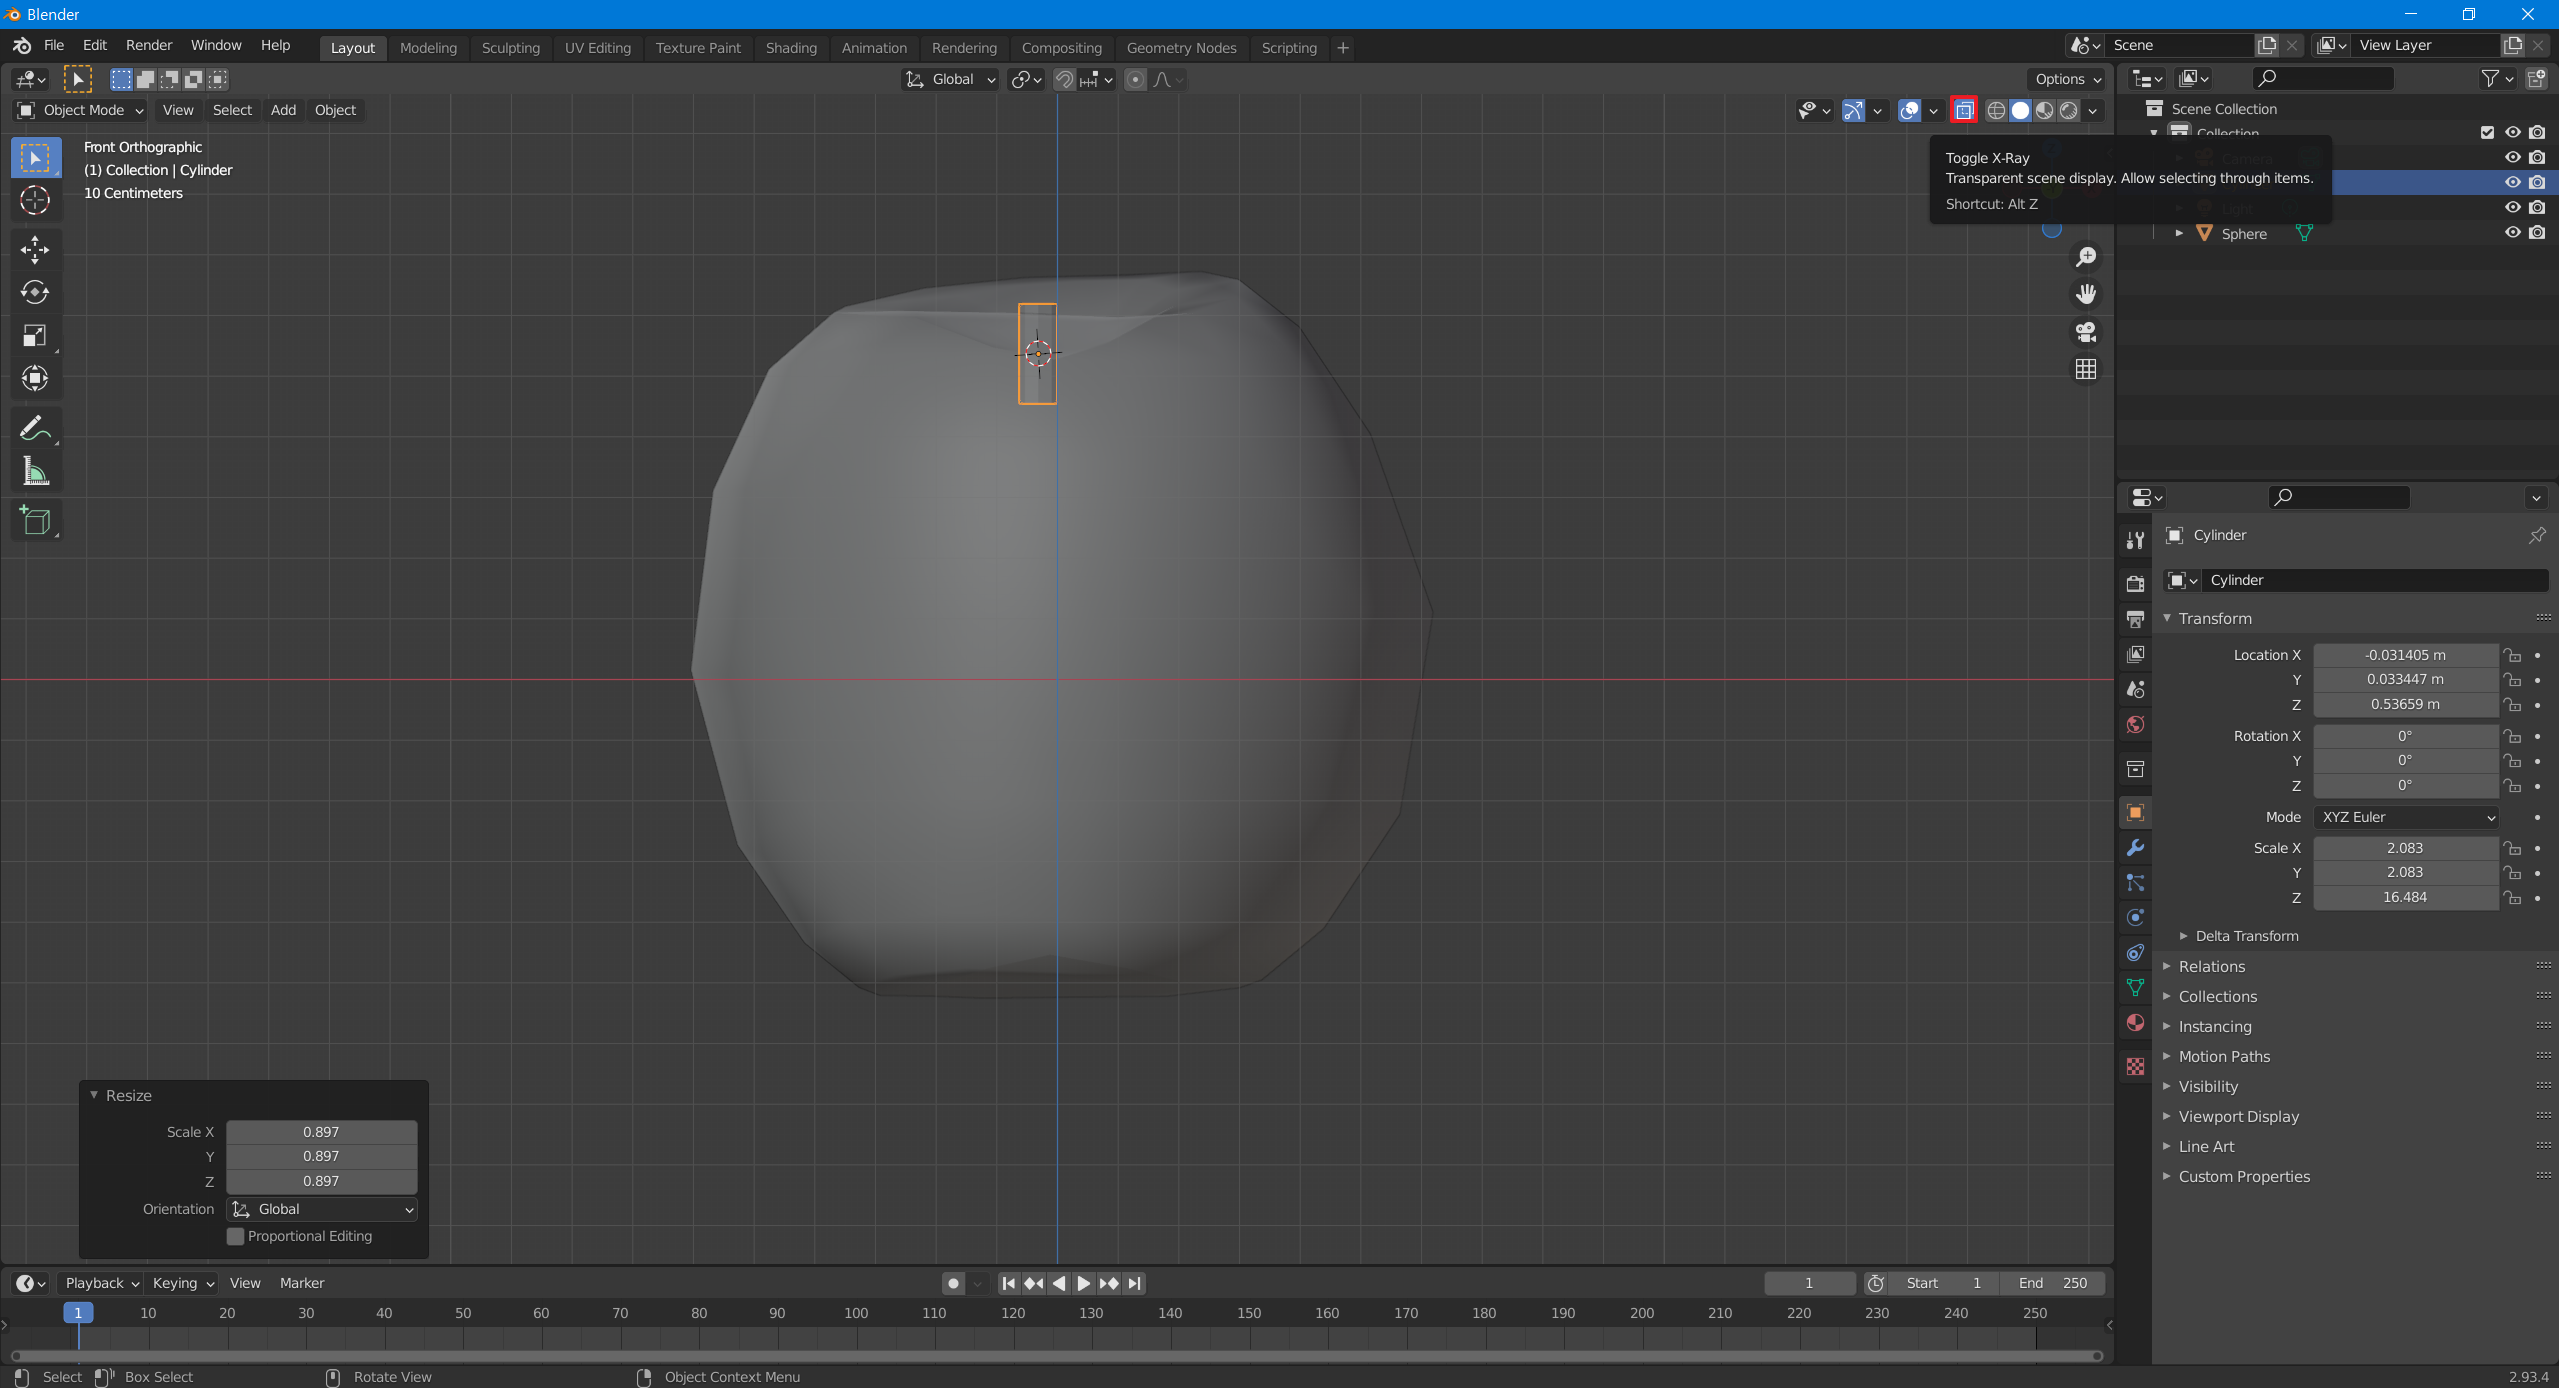 Blender
File Edit Render Window Help
Layout Modeling Sculpting UV Editing Texture Paint Shading Animation Rendering Compositing Geometry Nodes Scripting +
Scene
View Layer
Global
Options
Object Mode View Select Add Object
Front Orthographic
(1) Collection | Cylinder
10 Centimeters
Toggle X-Ray
Transparent scene display. Allow selecting through items.
Shortcut: Alt Z
Scene Collection
Collection
Camera
Light
Sphere
Cylinder
Cylinder
Transform
Location X -0.031405 m
Y 0.033447 m
Z 0.53659 m
Rotation X 0°
Y 0°
Z 0°
Mode XYZ Euler
Scale X 2.083
Y 2.083
Z 16.484
Delta Transform
Relations
Collections
Instancing
Motion Paths
Visibility
Viewport Display
Line Art
Custom Properties
Resize
Scale X 0.897
Y 0.897
Z 0.897
Orientation Global
Proportional Editing
Playback Keying View Marker
1 Start 1 End 250
1 10 20 30 40 50 60 70 80 90 100 110 120 130 140 150 160 170 180 190 200 210 220 230 240 250
Select Box Select Rotate View Object Context Menu 2.93.4